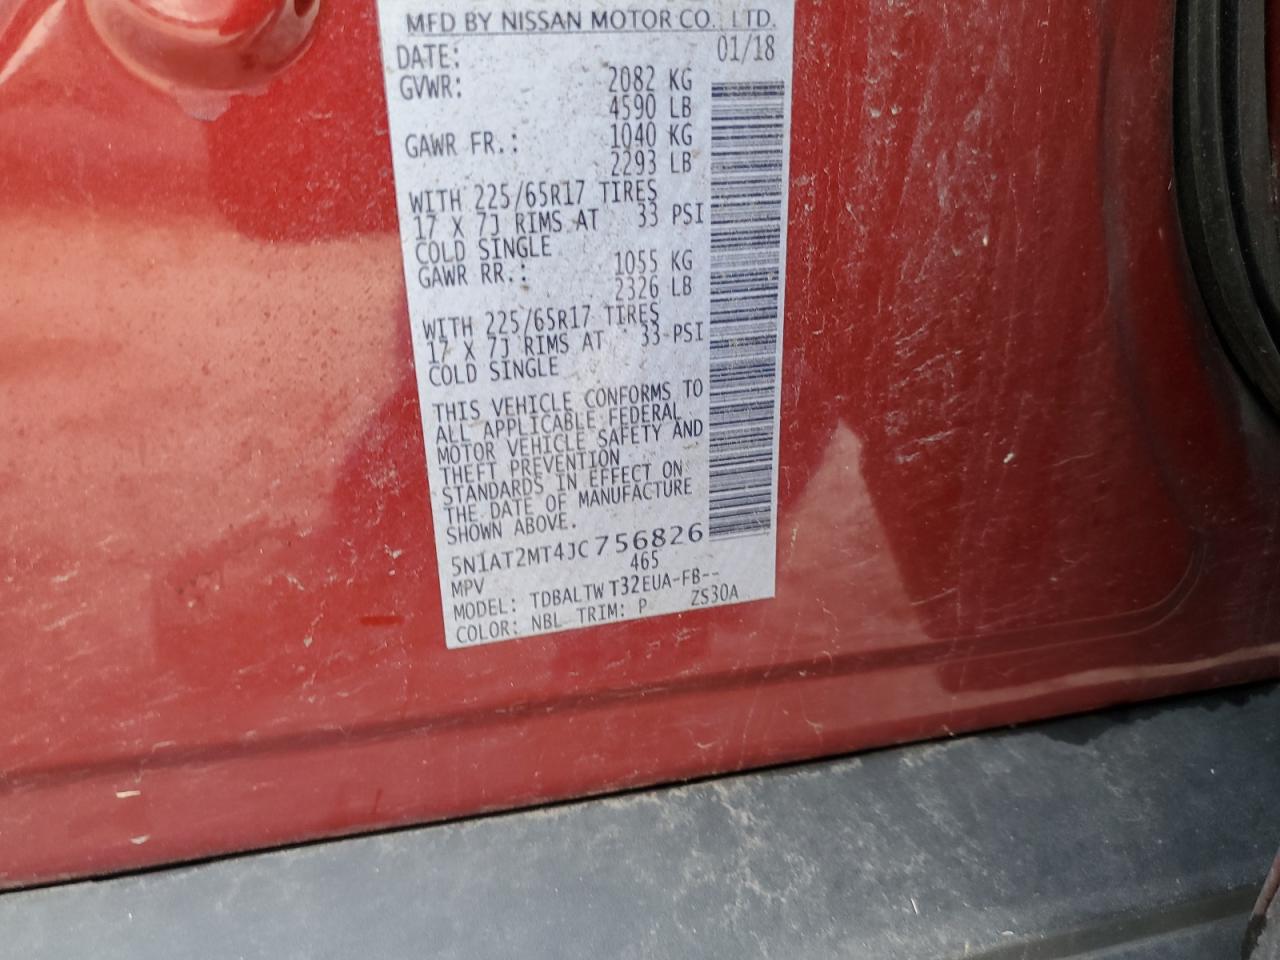 MFD BY NISSAN MOTOR CO., LTD.
DATE: 01/18
GVWR: 2082 KG
4590 LB
GAWR FR.: 1040 KG
2293 LB
WITH 225/65R17 TIRES
17 X 7J RIMS AT 33 PSI
COLD SINGLE
GAWR RR.: 1055 KG
2326 LB
WITH 225/65R17 TIRES
17 X 7J RIMS AT 33 PSI
COLD SINGLE
THIS VEHICLE CONFORMS TO
ALL APPLICABLE FEDERAL
MOTOR VEHICLE SAFETY AND
THEFT PREVENTION
STANDARDS IN EFFECT ON
THE DATE OF MANUFACTURE
SHOWN ABOVE.
5N1AT2MT4JC756826
MPV 465
MODEL: TDBALTW T32EUA-FB--
COLOR: NBL TRIM: P ZS30A